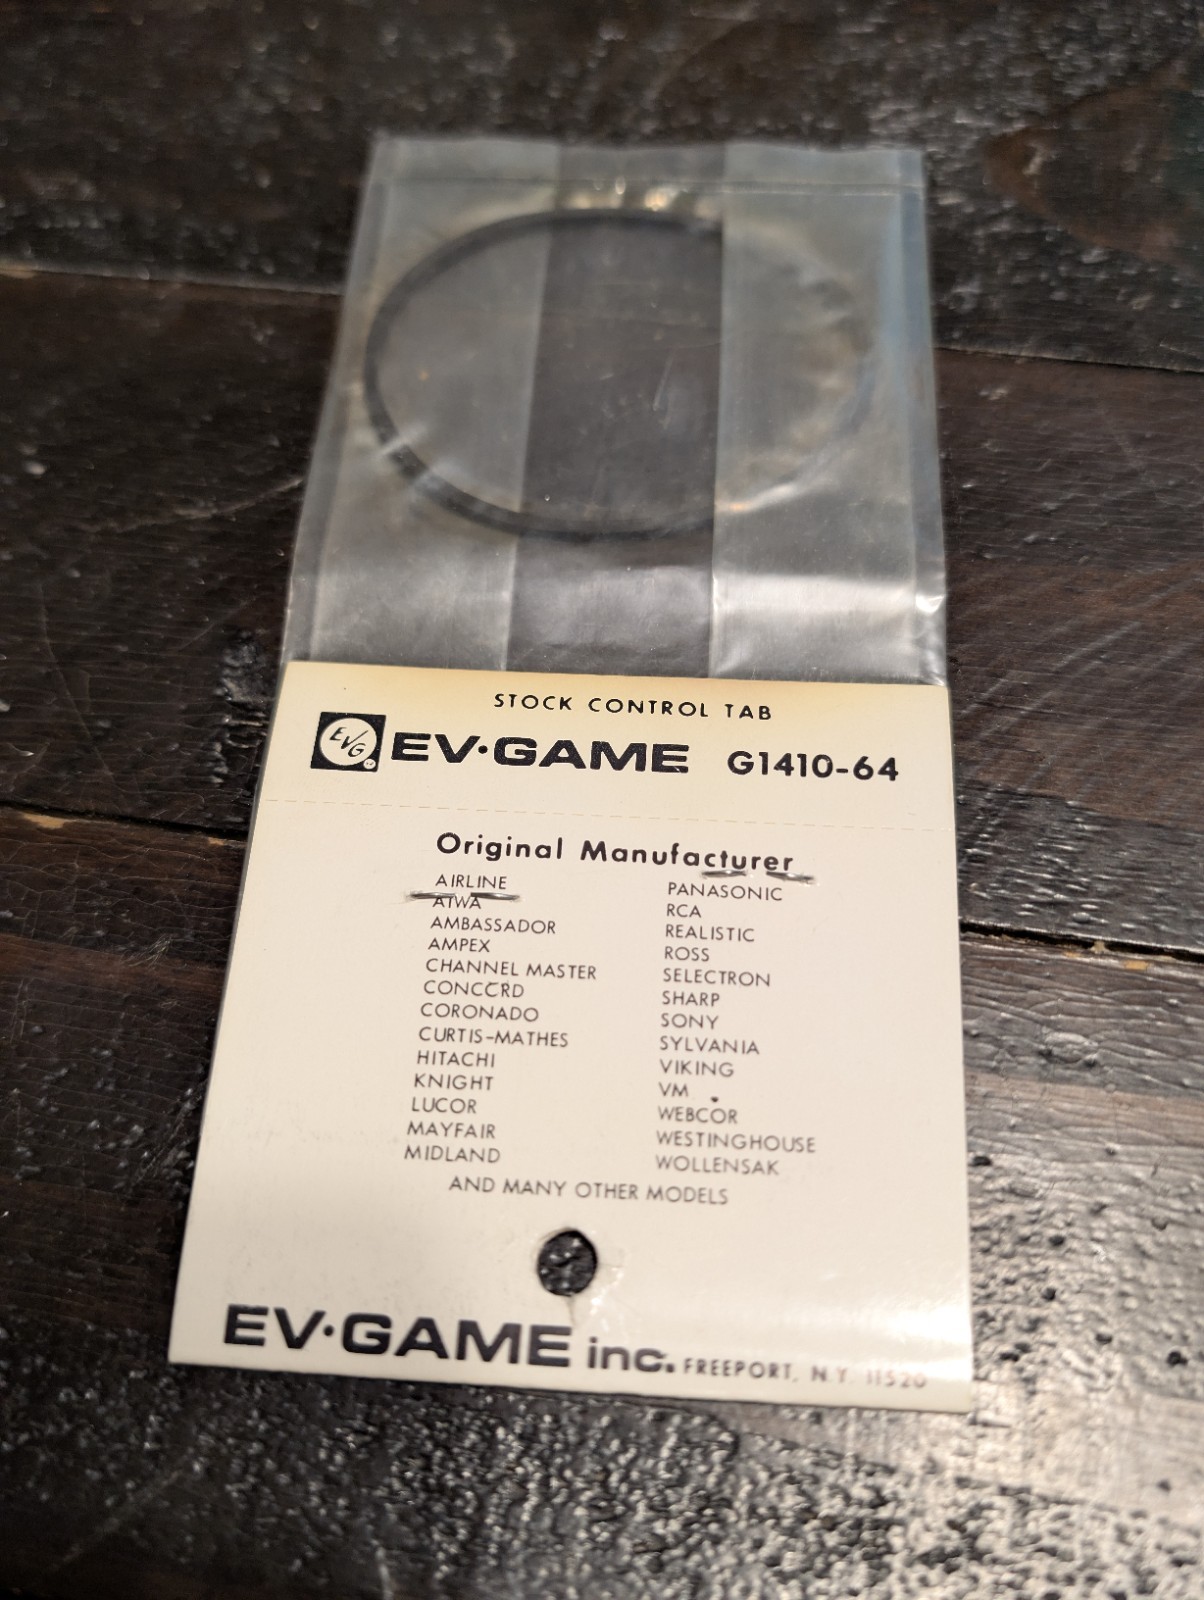 STOCK CONTROL TAB
EVG EV•GAME G1410-64
Original Manufacturer
AIRLINE
AIWA
AMBASSADOR
AMPEX
CHANNEL MASTER
CONCCRD
CORONADO
CURTIS-MATHES
HITACHI
KNIGHT
LUCOR
MAYFAIR
MIDLAND
PANASONIC
RCA
REALISTIC
ROSS
SELECTRON
SHARP
SONY
SYLVANIA
VIKING
VM
WEBCOR
WESTINGHOUSE
WOLLENSAK
AND MANY OTHER MODELS
EV•GAME inc. FREEPORT, N.Y. 11520